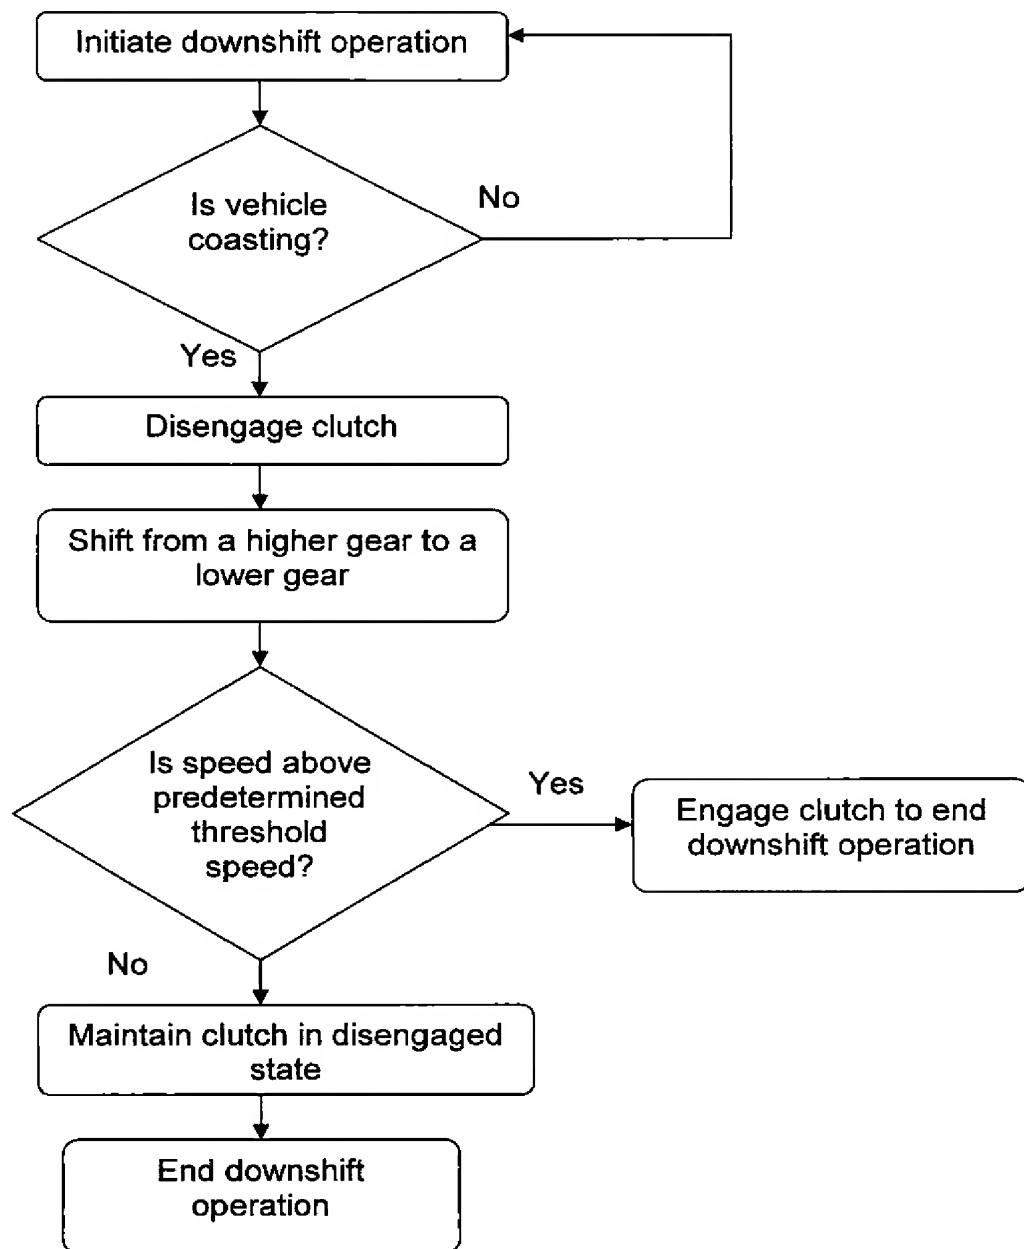 Initiate downshift operation
Is vehicle
coasting?
No
Yes
Disengage clutch
Shift from a higher gear to a
lower gear
Is speed above
predetermined
threshold
speed?
Yes
Engage clutch to end
downshift operation
No
Maintain clutch in disengaged
state
End downshift
operation